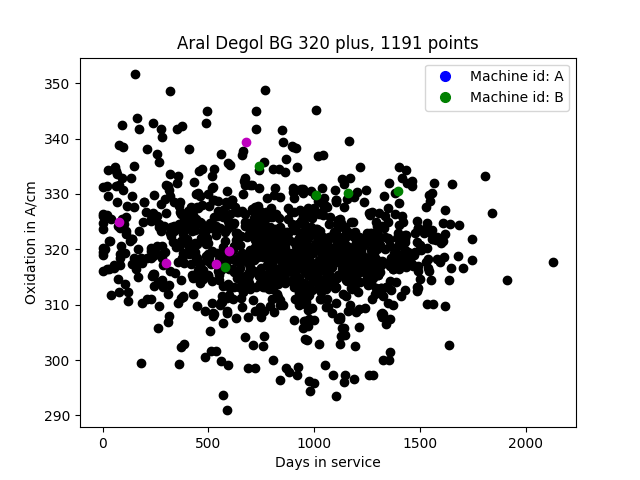 Aral Degol BG 320 plus, 1191 points
Machine id: A
Machine id: B
Oxidation in A/cm
350
340
330
320
310
300
290
0 500 1000 1500 2000
Days in service